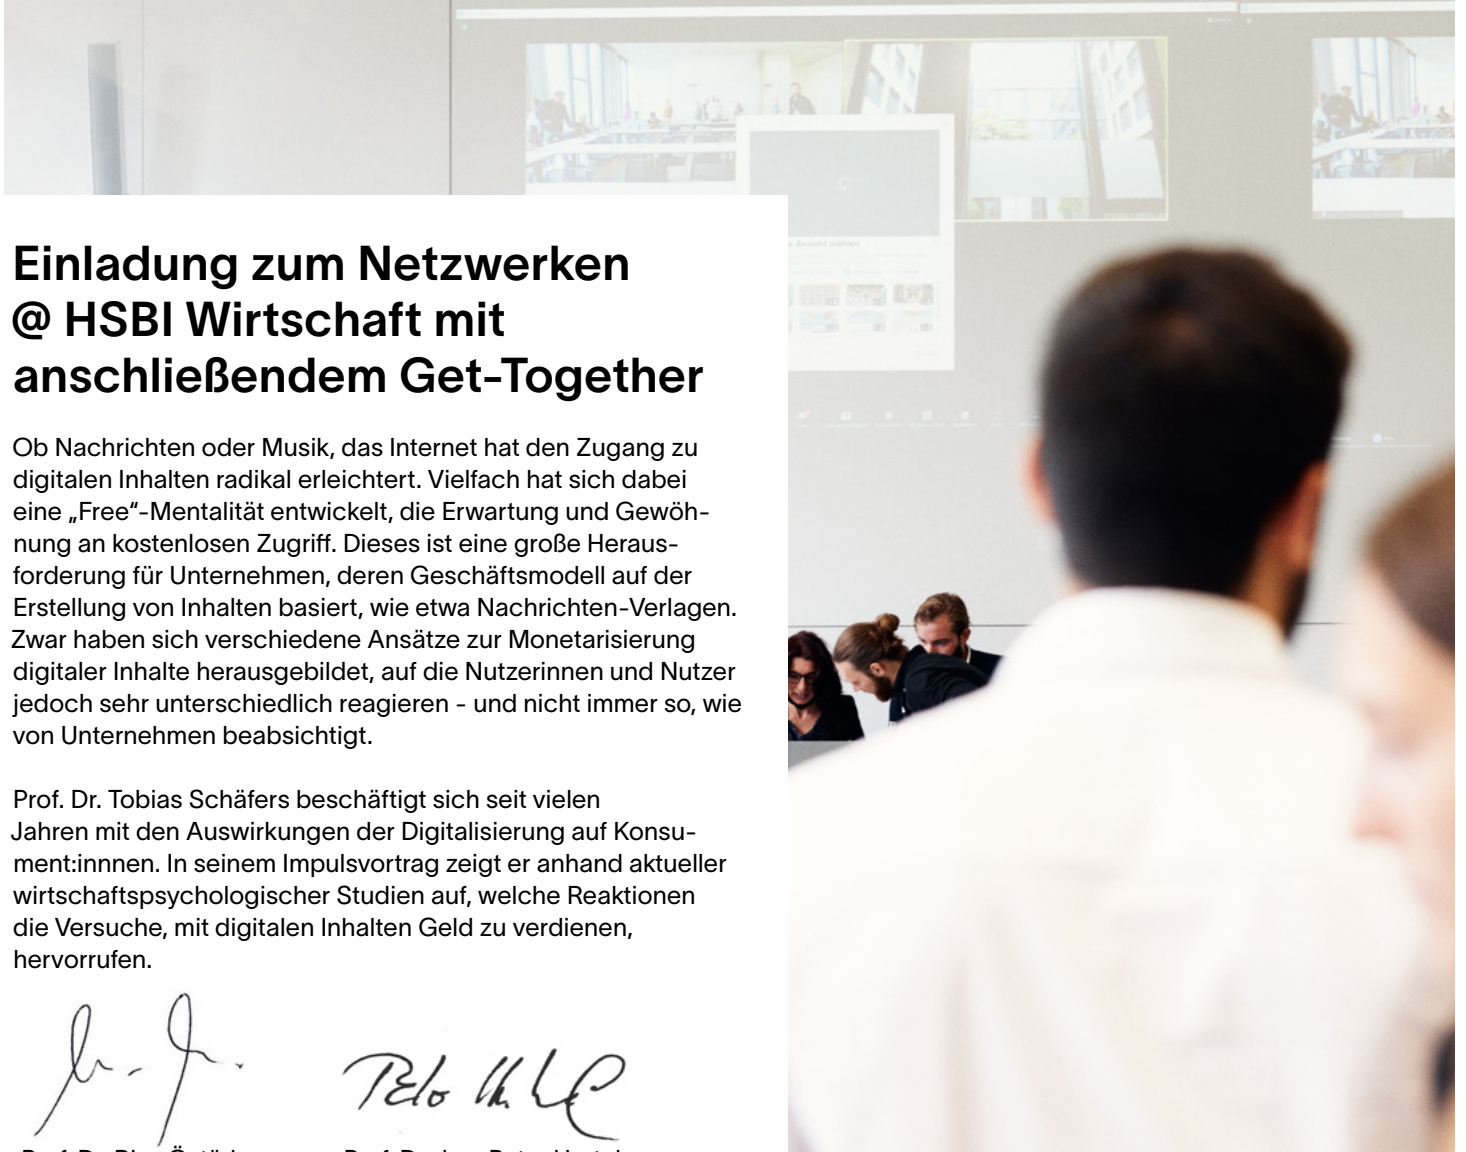 Einladung zum Netzwerken
@ HSBI Wirtschaft mit
anschließendem Get-Together
Ob Nachrichten oder Musik, das Internet hat den Zugang zu
digitalen Inhalten radikal erleichtert. Vielfach hat sich dabei
eine „Free“-Mentalität entwickelt, die Erwartung und Gewöh-
nung an kostenlosen Zugriff. Dieses ist eine große Heraus-
forderung für Unternehmen, deren Geschäftsmodell auf der
Erstellung von Inhalten basiert, wie etwa Nachrichten-Verlagen.
Zwar haben sich verschiedene Ansätze zur Monetarisierung
digitaler Inhalte herausgebildet, auf die Nutzerinnen und Nutzer
jedoch sehr unterschiedlich reagieren - und nicht immer so, wie
von Unternehmen beabsichtigt.
Prof. Dr. Tobias Schäfers beschäftigt sich seit vielen
Jahren mit den Auswirkungen der Digitalisierung auf Konsu-
ment:innnen. In seinem Impulsvortrag zeigt er anhand aktueller
wirtschaftspsychologischer Studien auf, welche Reaktionen
die Versuche, mit digitalen Inhalten Geld zu verdienen,
hervorrufen.